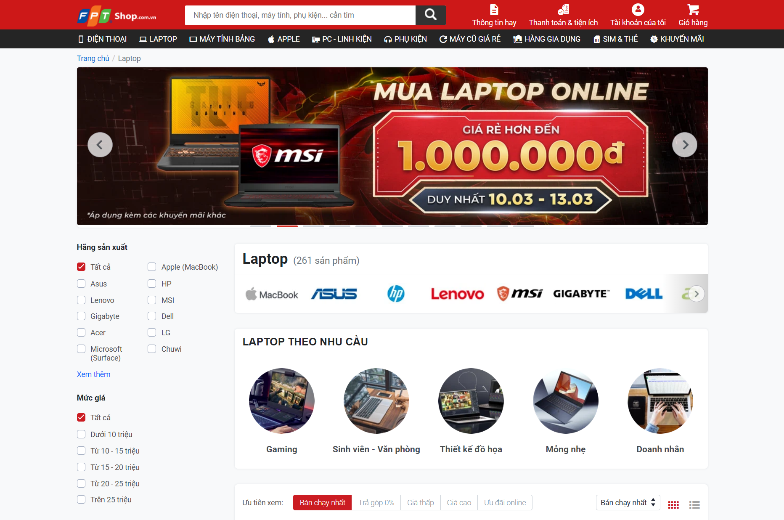 FPT Shop.com.vn
Nhập tên điện thoại, máy tính, phụ kiện... cần tìm
Thông tin hay
Thanh toán & tiện ích
Tài khoản của tôi
Giỏ hàng
ĐIỆN THOẠI
LAPTOP
MÁY TÍNH BẢNG
APPLE
PC - LINH KIỆN
PHỤ KIỆN
MÁY CŨ GIÁ RẺ
HÀNG GIA DỤNG
SIM & THẺ
KHUYẾN MÃI
Trang chủ / Laptop
MUA LAPTOP ONLINE
GIÁ RẺ HƠN ĐẾN
1.000.000đ
DUY NHẤT 10.03 - 13.03
TUF
msi
*Áp dụng kèm các khuyến mãi khác
Hãng sản xuất
Tất cả
Apple (MacBook)
Asus
HP
Lenovo
MSI
Gigabyte
Dell
Acer
LG
Microsoft
(Surface)
Chuwi
Xem thêm
Mức giá
Tất cả
Dưới 10 triệu
Từ 10 - 15 triệu
Từ 15 - 20 triệu
Từ 20 - 25 triệu
Trên 25 triệu
Laptop (261 sản phẩm)
MacBook
ASUS
hp
Lenovo
msi
GIGABYTE™
DELL
a
LAPTOP THEO NHU CẦU
Gaming
Sinh viên - Văn phòng
Thiết kế đồ họa
Mỏng nhẹ
Doanh nhân
Ưu tiên xem:
Bán chạy nhất
Trả góp 0%
Giá thấp
Giá cao
Ưu đãi online
Bán chạy nhất